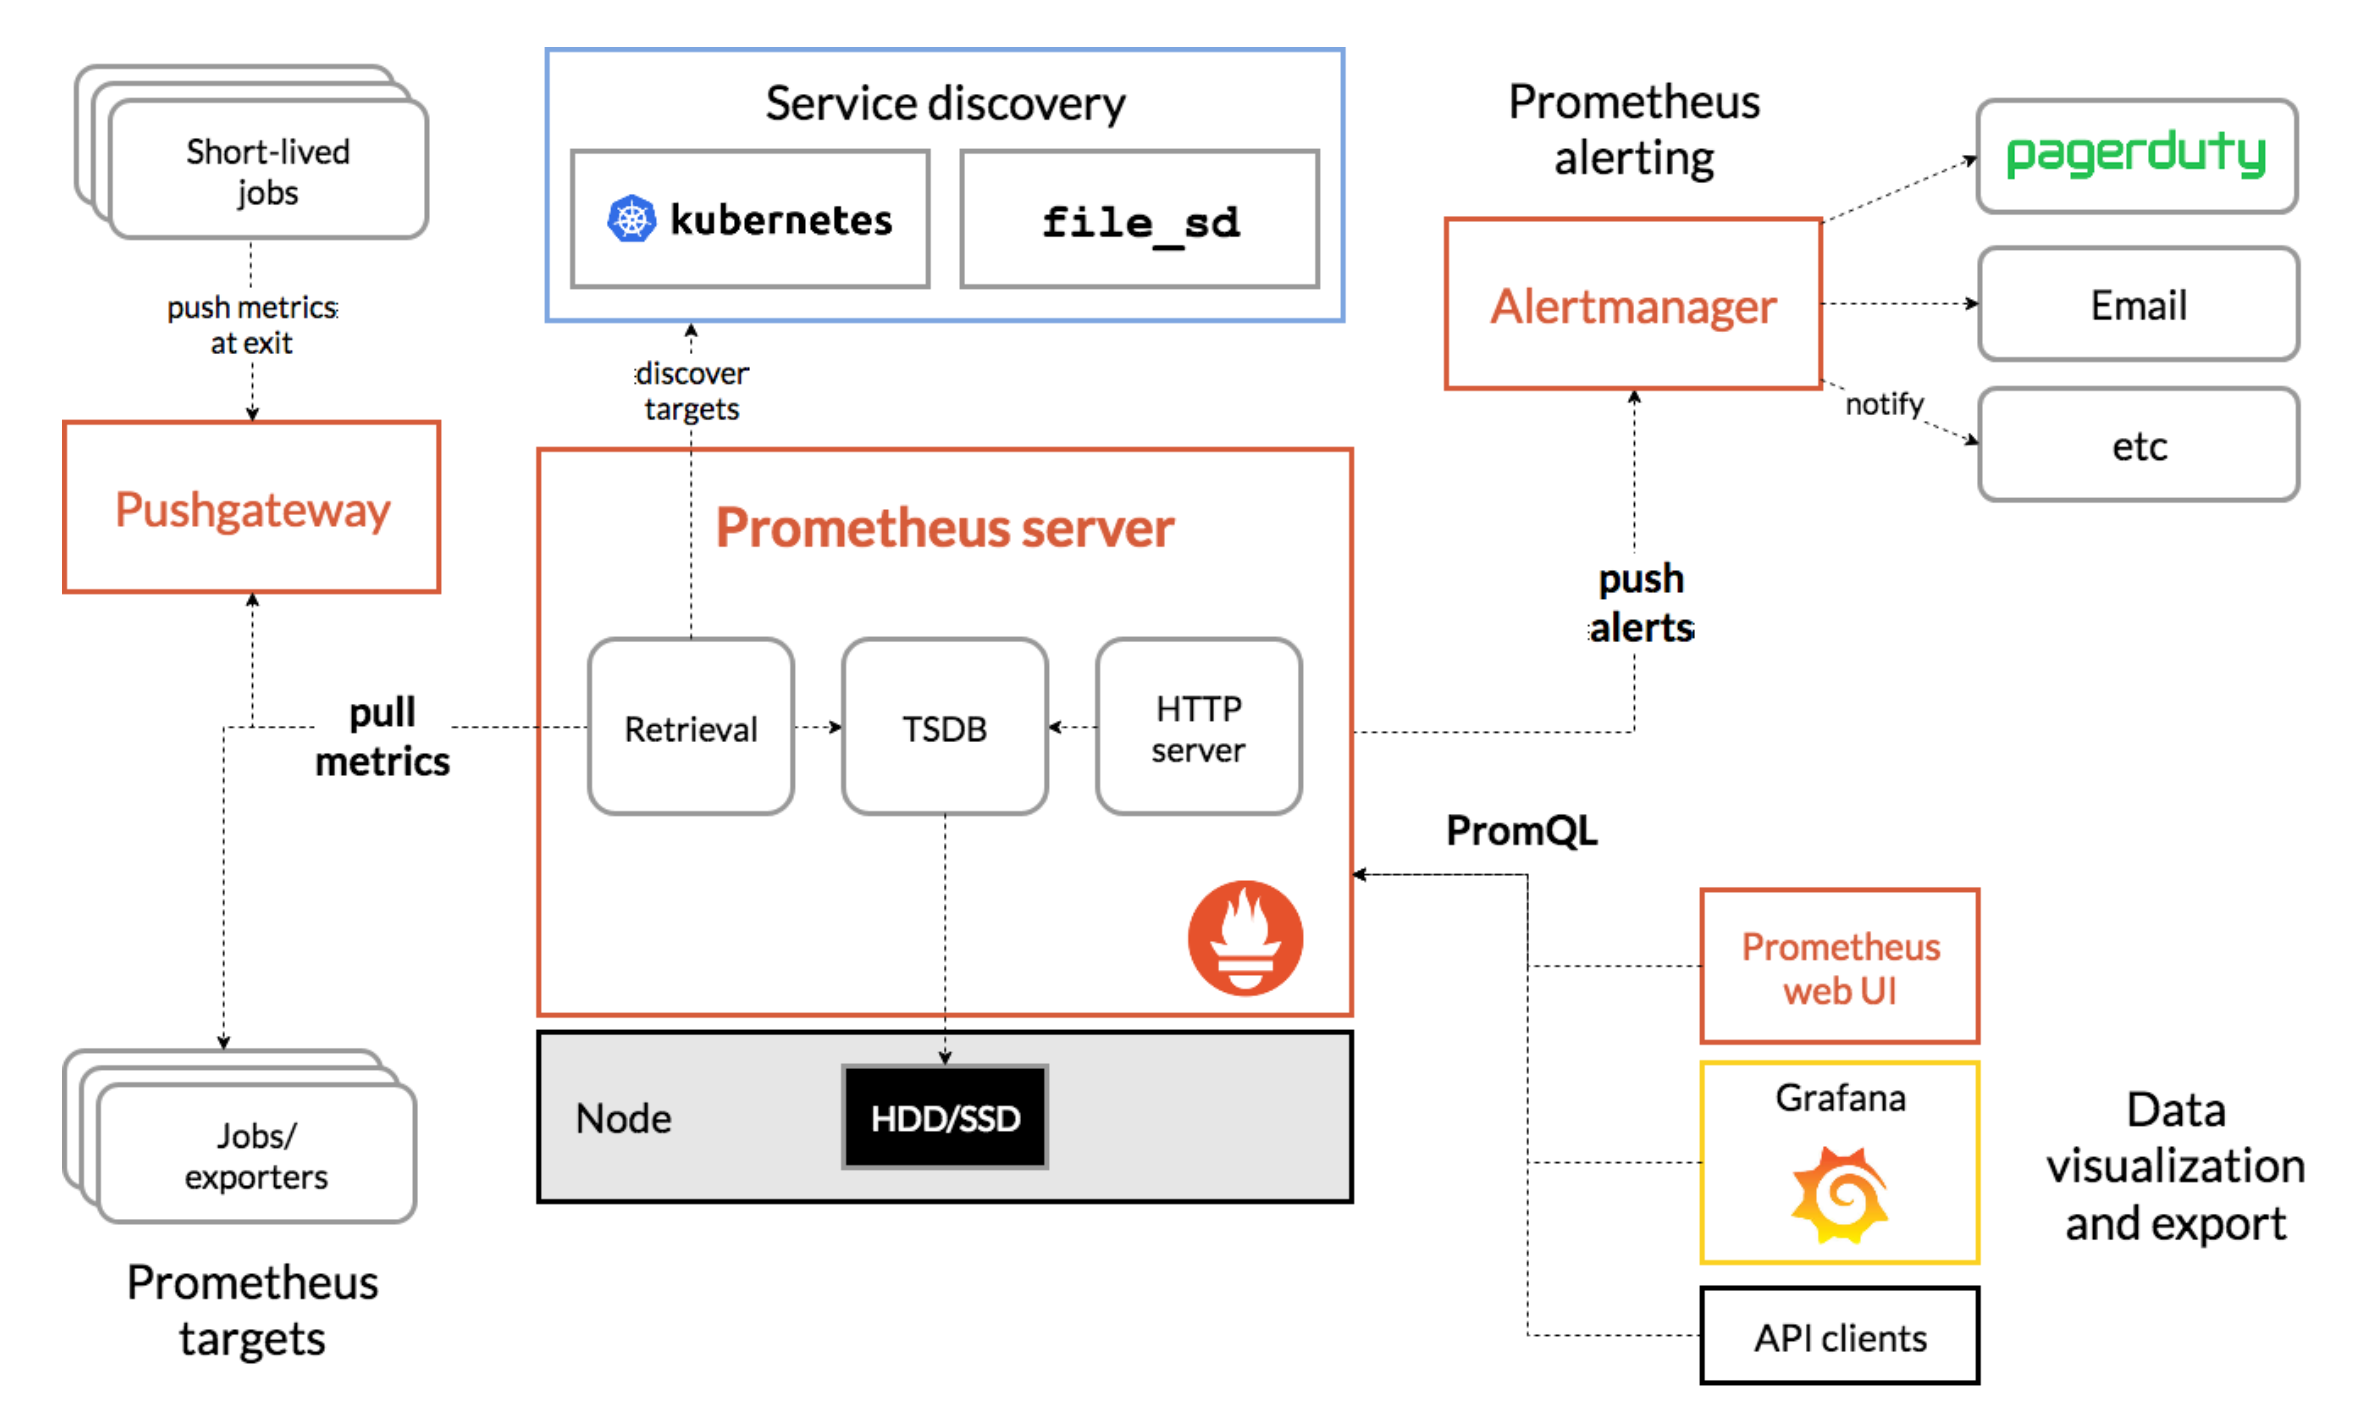 Short-lived
jobs
push metrics
at exit
Pushgateway
pull
metrics
Jobs/
exporters
Prometheus
targets
Service discovery
kubernetes
file_sd
discover
targets
Prometheus server
Retrieval
TSDB
HTTP
server
Node
HDD/SSD
Prometheus
alerting
Alertmanager
pagerduty
Email
notify
etc
push
alerts
PromQL
Prometheus
web UI
Grafana
API clients
Data
visualization
and export